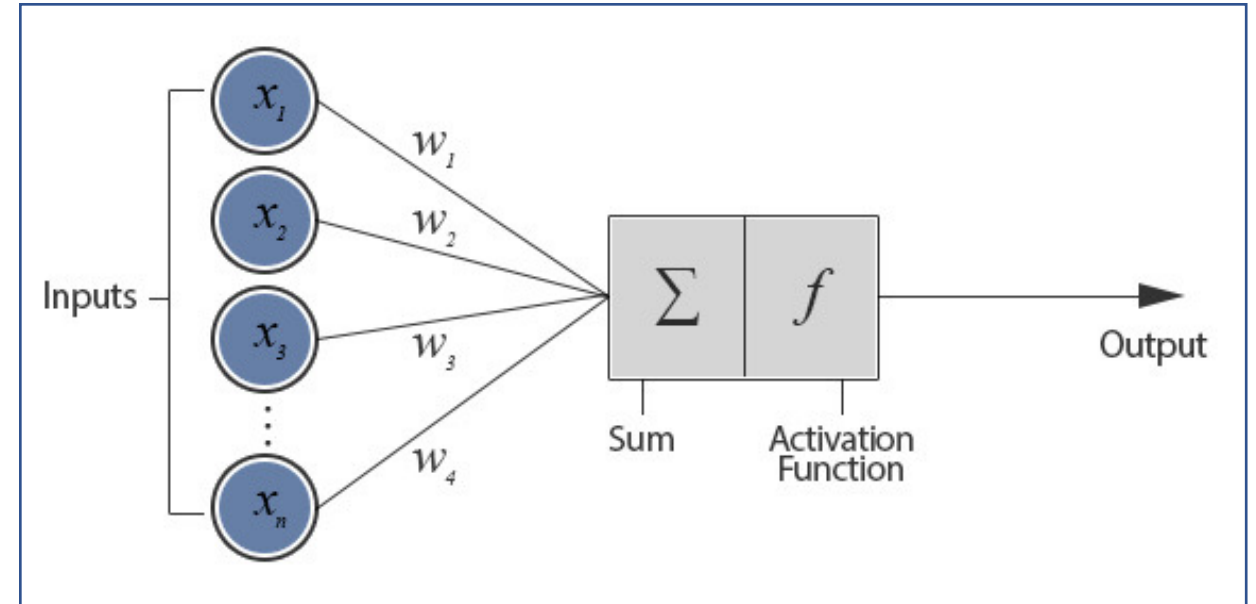 x₁
w₁
x₂
w₂
Inputs
x₃
w₃
∑
f
Output
Sum
Activation
Function
w₄
xₙ